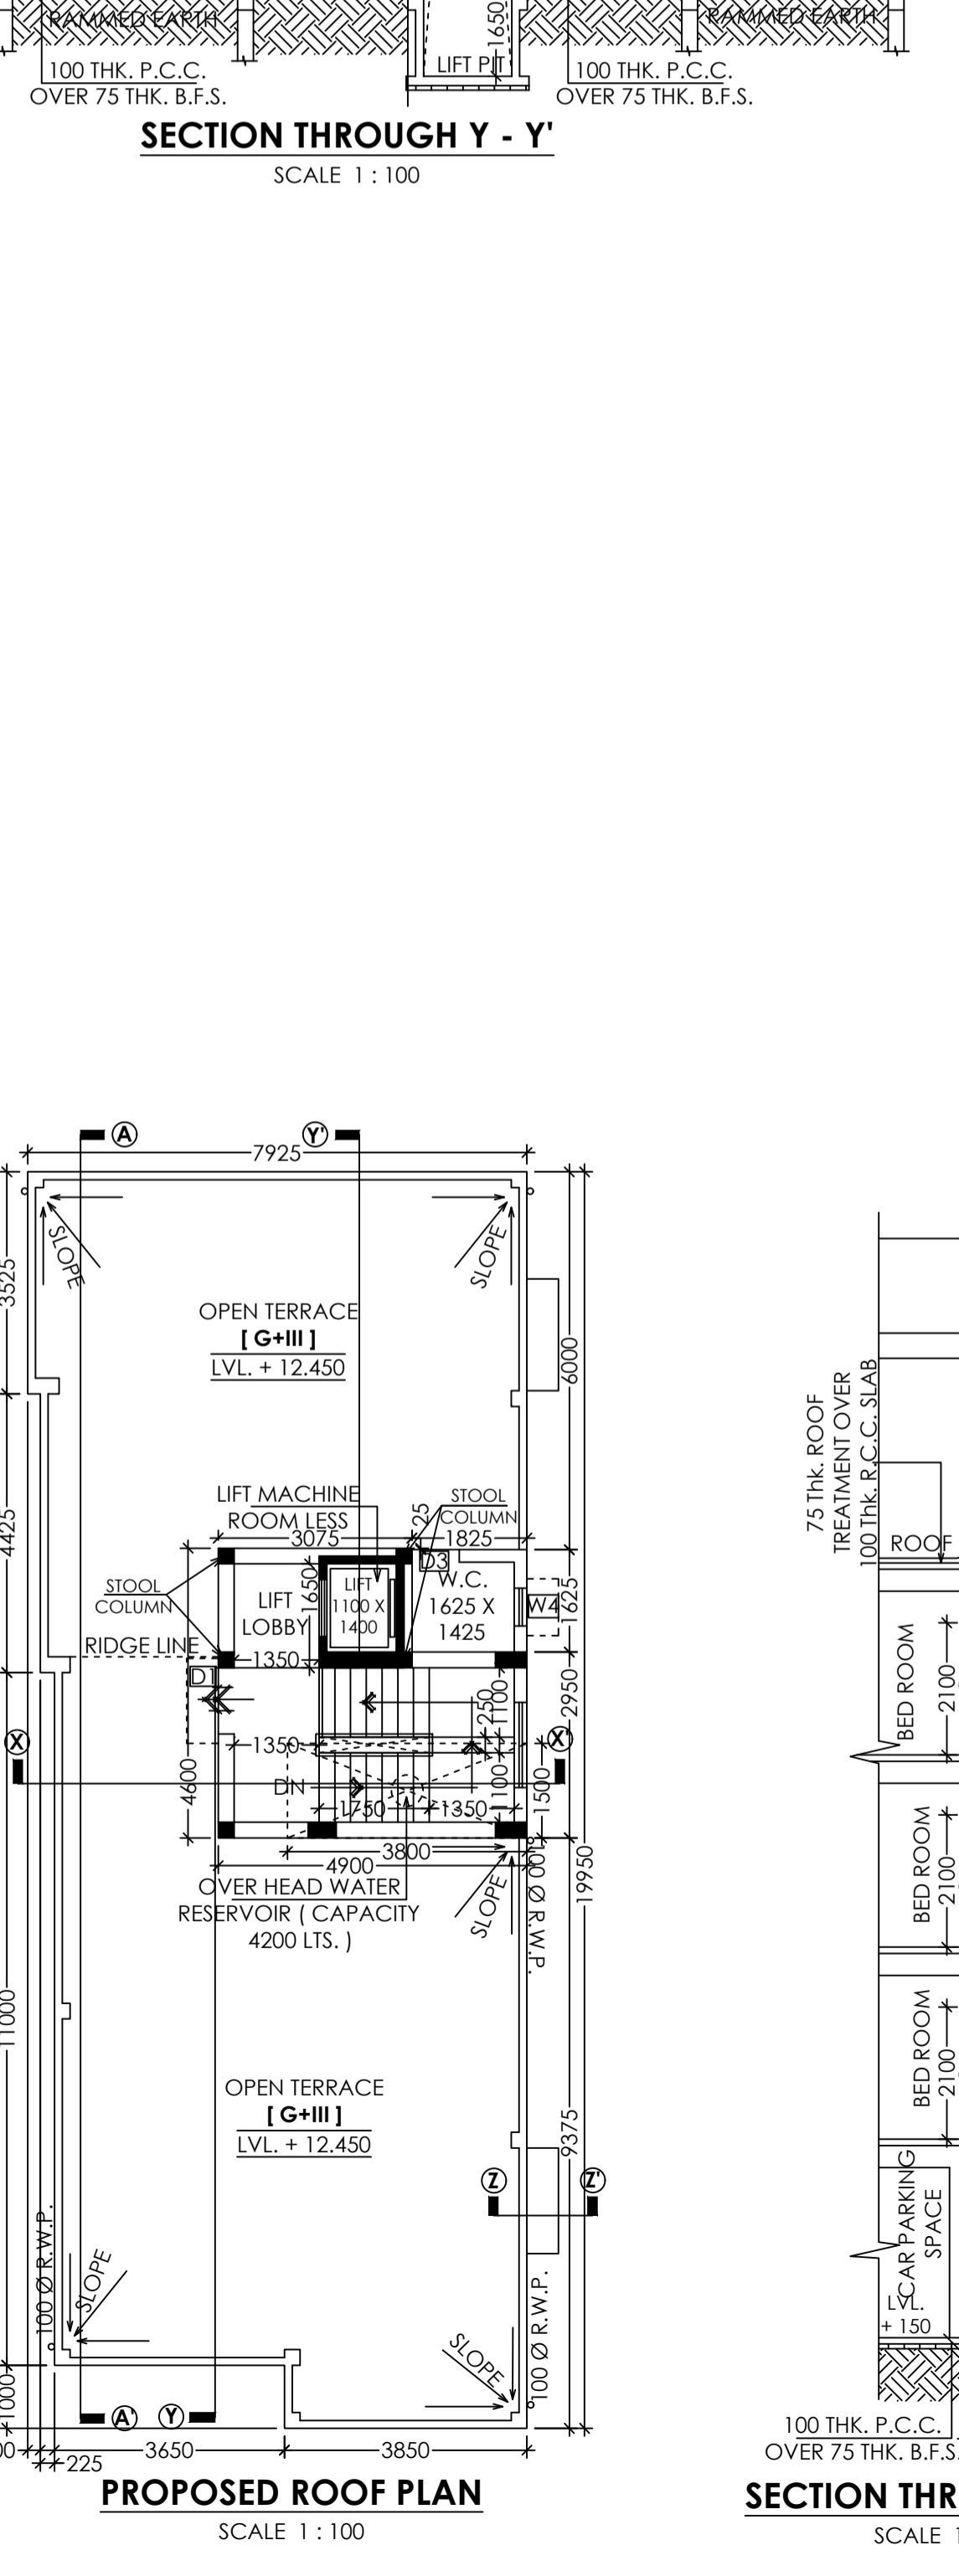 RAMMED EARTH
RAMMED EARTH
1650
LIFT PIT
100 THK. P.C.C.
OVER 75 THK. B.F.S.
100 THK. P.C.C.
OVER 75 THK. B.F.S.
SECTION THROUGH Y - Y'
SCALE 1 : 100
A
Y'
7925
SLOPE
SLOPE
3525
OPEN TERRACE
[ G+III ]
LVL. + 12.450
6000
75 Thk. ROOF
TREATMENT OVER
100 Thk. R.C.C. SLAB
ROOF
LIFT MACHINE
ROOM LESS
STOOL
COLUMN
25
3075
1825
4425
D3
STOOL
COLUMN
LIFT
LOBBY
1650
LIFT
1100 X
1400
W.C.
1625 X
1425
W4
1625
RIDGE LINE
1350
D1
BED ROOM
2100
250
1100
2950
X
X'
1350
4600
DN
1100
1500
1750
1350
3800
4900
OVER HEAD WATER
RESERVOIR ( CAPACITY
4200 LTS. )
SLOPE
100 Ø R.W.P.
19950
BED ROOM
2100
11000
BED ROOM
2100
OPEN TERRACE
[ G+III ]
LVL. + 12.450
9375
Z
Z'
CAR PARKING
SPACE
LVL.
+ 150
100 Ø R.W.P.
SLOPE
SLOPE
100 Ø R.W.P.
1000
A'
Y
3650
3850
225
100 THK. P.C.C.
OVER 75 THK. B.F.S.
PROPOSED ROOF PLAN
SCALE 1 : 100
SECTION THR
SCALE 1